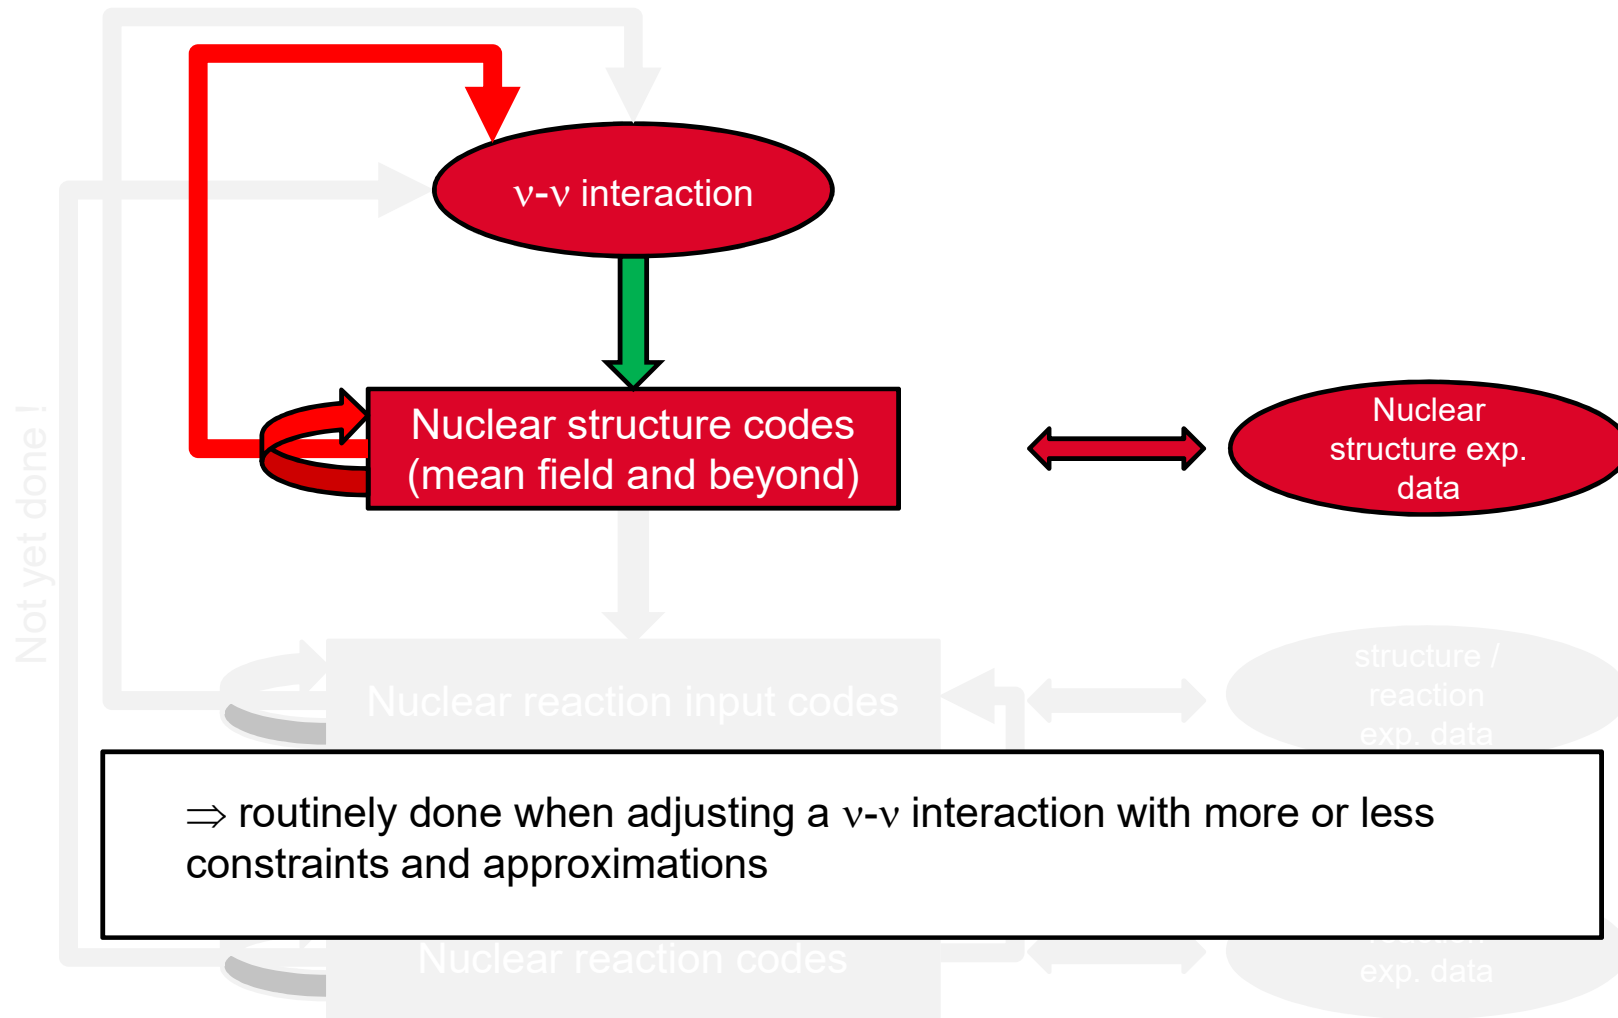 ν-ν interaction
Nuclear structure codes
(mean field and beyond)
Nuclear
structure exp.
data
Not yet done !
Nuclear reaction input codes
structure /
reaction
exp. data
⇒ routinely done when adjusting a ν-ν interaction with more or less
constraints and approximations
Nuclear reaction codes
reaction
exp. data